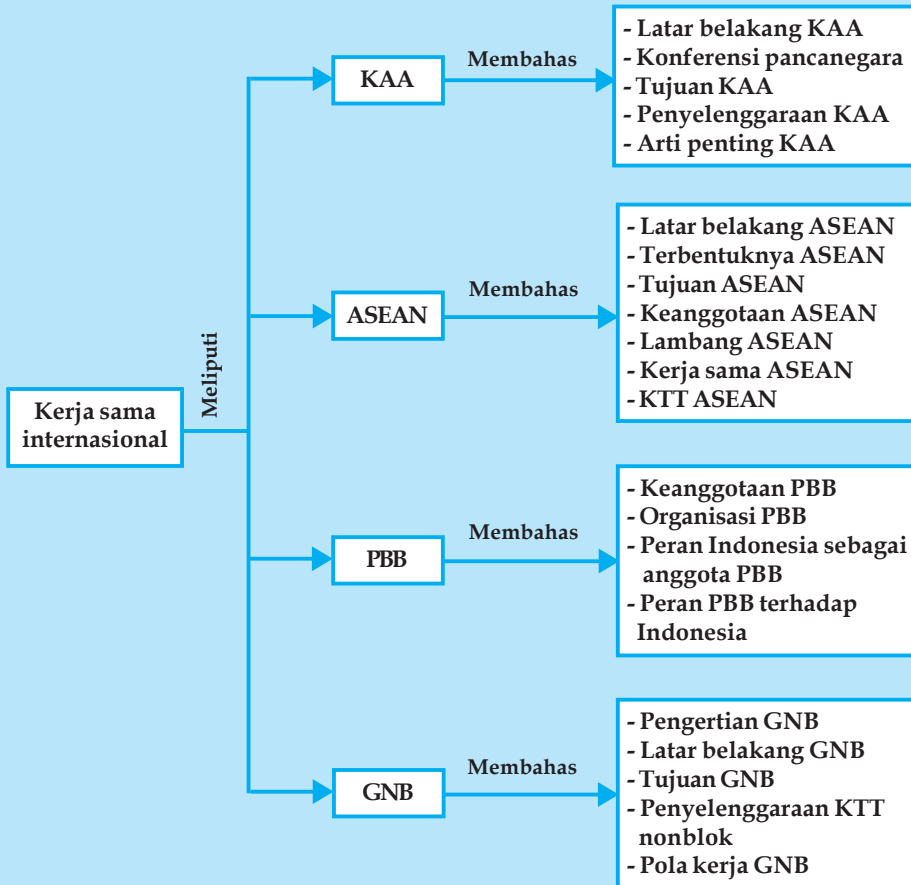 Kerja sama
internasional
Meliputi
KAA
Membahas
- Latar belakang KAA
- Konferensi pancanegara
- Tujuan KAA
- Penyelenggaraan KAA
- Arti penting KAA
ASEAN
Membahas
- Latar belakang ASEAN
- Terbentuknya ASEAN
- Tujuan ASEAN
- Keanggotaan ASEAN
- Lambang ASEAN
- Kerja sama ASEAN
- KTT ASEAN
PBB
Membahas
- Keanggotaan PBB
- Organisasi PBB
- Peran Indonesia sebagai
anggota PBB
- Peran PBB terhadap
Indonesia
GNB
Membahas
- Pengertian GNB
- Latar belakang GNB
- Tujuan GNB
- Penyelenggaraan KTT
nonblok
- Pola kerja GNB